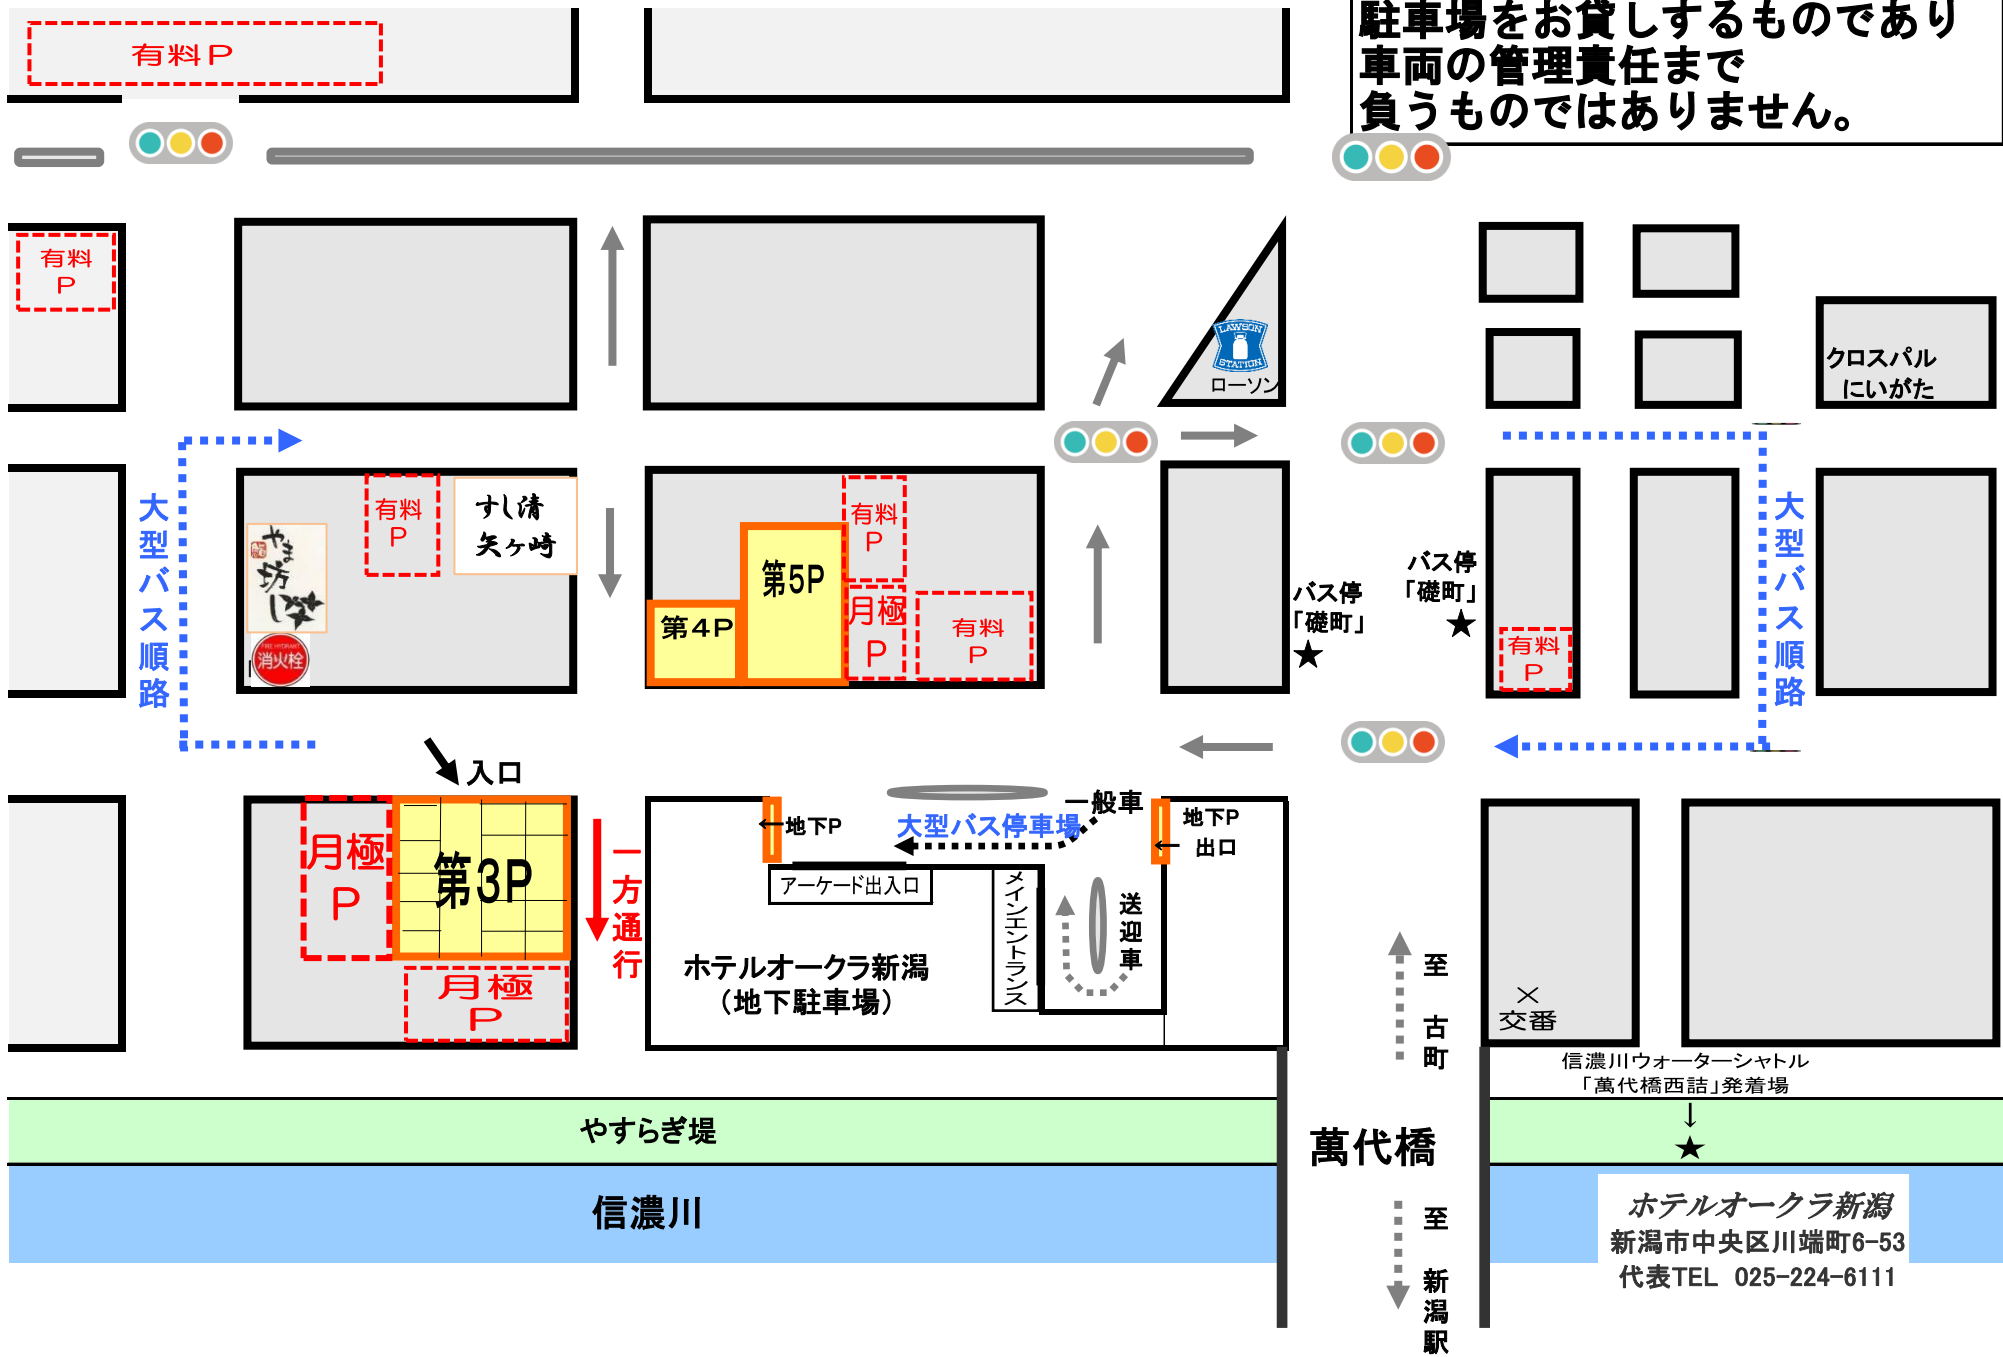 駐車場をお貸しするものであり
車両の管理責任まで
負うものではありません。
有料P
有料
P
LAWSON
STATION
ローソン
クロスパル
にいがた
大型バス順路
有料
P
すし清
矢ヶ崎
やま
坊
FIRE HYDRANT
消火栓
第4P
第5P
有料
P
月極
P
有料
P
バス停
「礎町」
★
バス停
「礎町」
★
有料
P
大型バス順路
入口
月極
P
第3P
月極
P
一方通行
←地下P
大型バス停車場
一般車
地下P
← 出口
アーケード出入口
メインエントランス
送迎車
ホテルオークラ新潟
（地下駐車場）
至 古町
×
交番
信濃川ウォーターシャトル
「萬代橋西詰」発着場
↓
★
やすらぎ堤
萬代橋
信濃川
至 新潟駅
ホテルオークラ新潟
新潟市中央区川端町6-53
代表TEL 025-224-6111